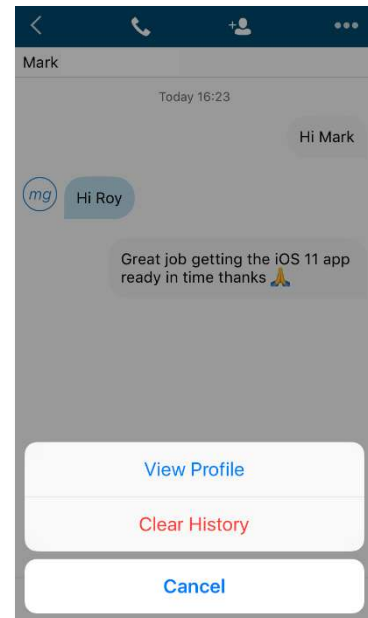 Mark
Today 16:23
Hi Mark
mg
Hi Roy
Great job getting the iOS 11 app
ready in time thanks 🙏
View Profile
Clear History
Cancel